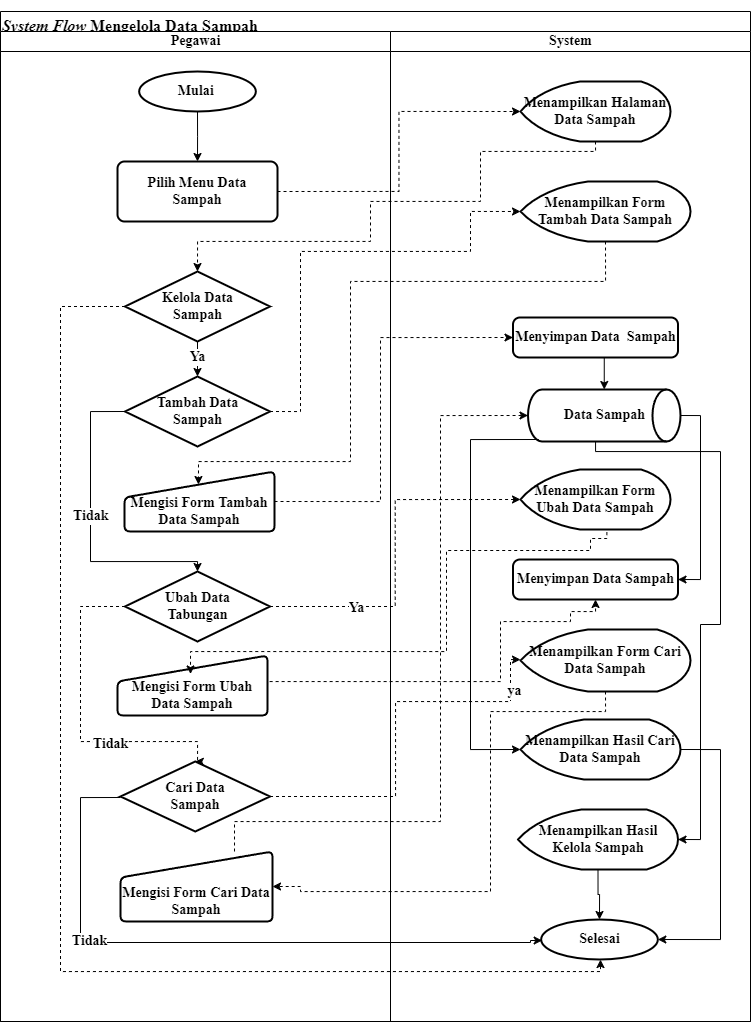 System Flow Mengelola Data Sampah
Pegawai
System
Mulai
Menampilkan Halaman
Data Sampah
Pilih Menu Data
Sampah
Menampilkan Form
Tambah Data Sampah
Kelola Data
Sampah
Menyimpan Data  Sampah
Ya
Tambah Data
Sampah
Data Sampah
Mengisi Form Tambah
Data Sampah
Menampilkan Form
Ubah Data Sampah
Tidak
Menyimpan Data Sampah
Ubah Data
Tabungan
Ya
Menampilkan Form Cari
Data Sampah
Mengisi Form Ubah
Data Sampah
ya
Tidak
Menampilkan Hasil Cari
Data Sampah
Cari Data
Sampah
Menampilkan Hasil
Kelola Sampah
Mengisi Form Cari Data
Sampah
Tidak
Selesai